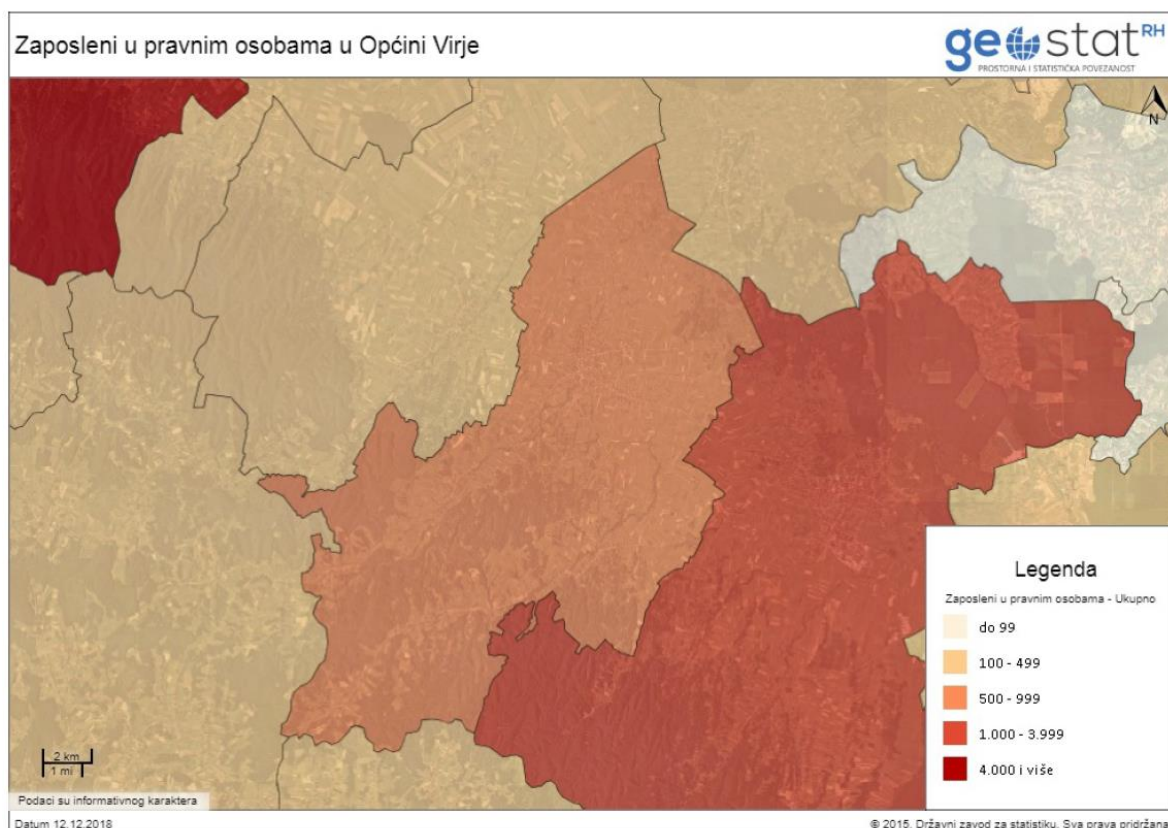 Zaposleni u pravnim osobama u Općini Virje
geostat RH
PROSTORNA I STATISTIČKA POVEZANOST
N
Legenda
Zaposleni u pravnim osobama - Ukupno
do 99
100 - 499
500 - 999
1.000 - 3.999
4.000 i više
2 km
1 mi
Podaci su informativnog karaktera
Datum 12.12.2018
© 2015. Državni zavod za statistiku. Sva prava pridržana